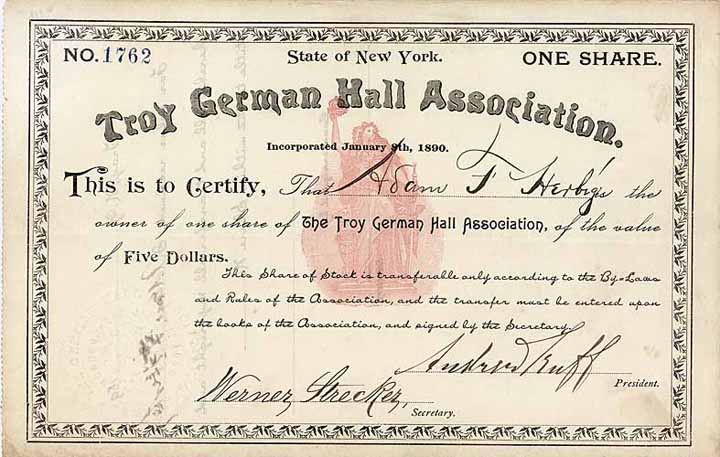 NO. 1762 State of New York. ONE SHARE.
Troy German Hall Association.
Incorporated January 8th, 1890.
This is to Certify, That Adam F Herbig is the
owner of one share of The Troy German Hall Association, of the value
of Five Dollars.
This Share of Stock is transferable only according to the By-Laws
and Rules of the Association, and the transfer must be entered upon
the books of the Association, and signed by the Secretary.
Andrew Ruff
President.
Werner Strecker,
Secretary.